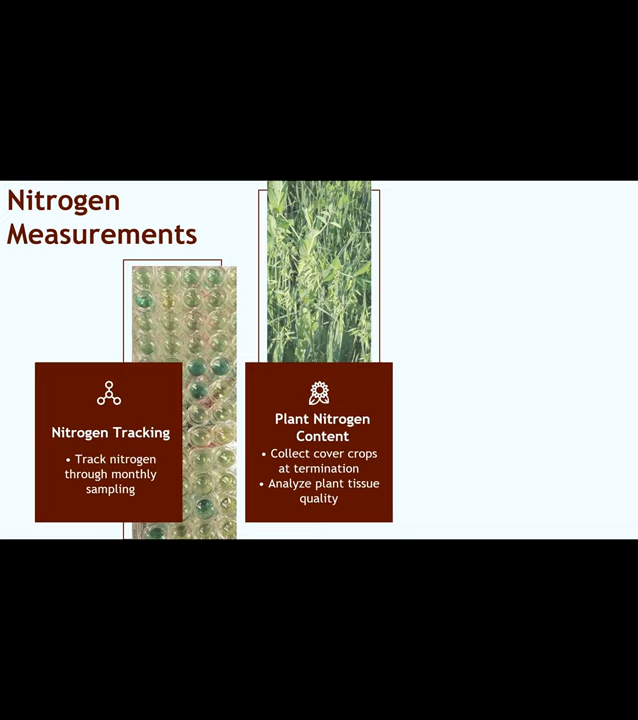 Nitrogen
Measurements
Nitrogen Tracking
• Track nitrogen
through monthly
sampling
Plant Nitrogen
Content
• Collect cover crops
at termination
• Analyze plant tissue
quality